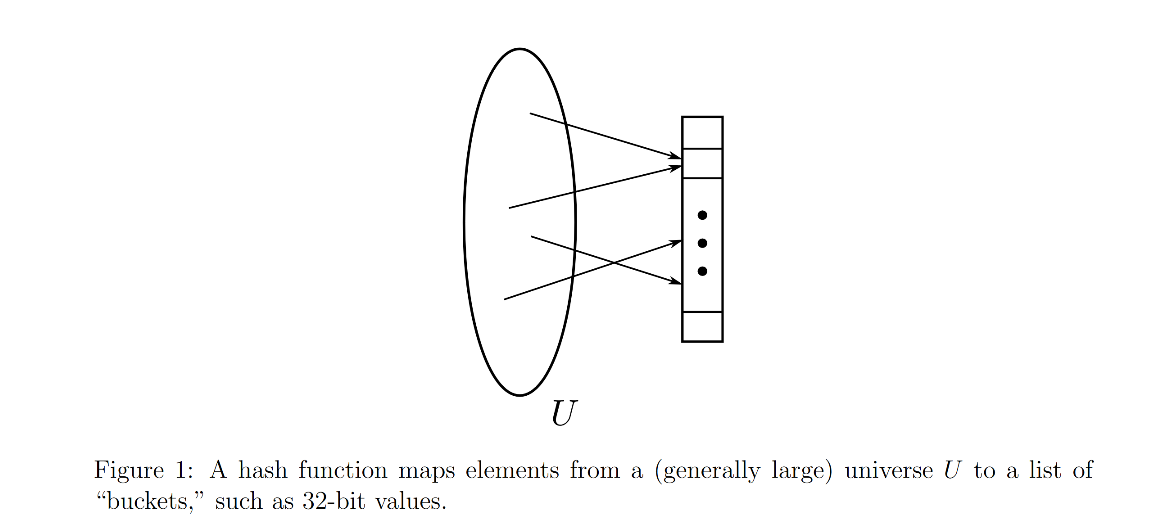 U
Figure 1: A hash function maps elements from a (generally large) universe U to a list of
“buckets,” such as 32-bit values.